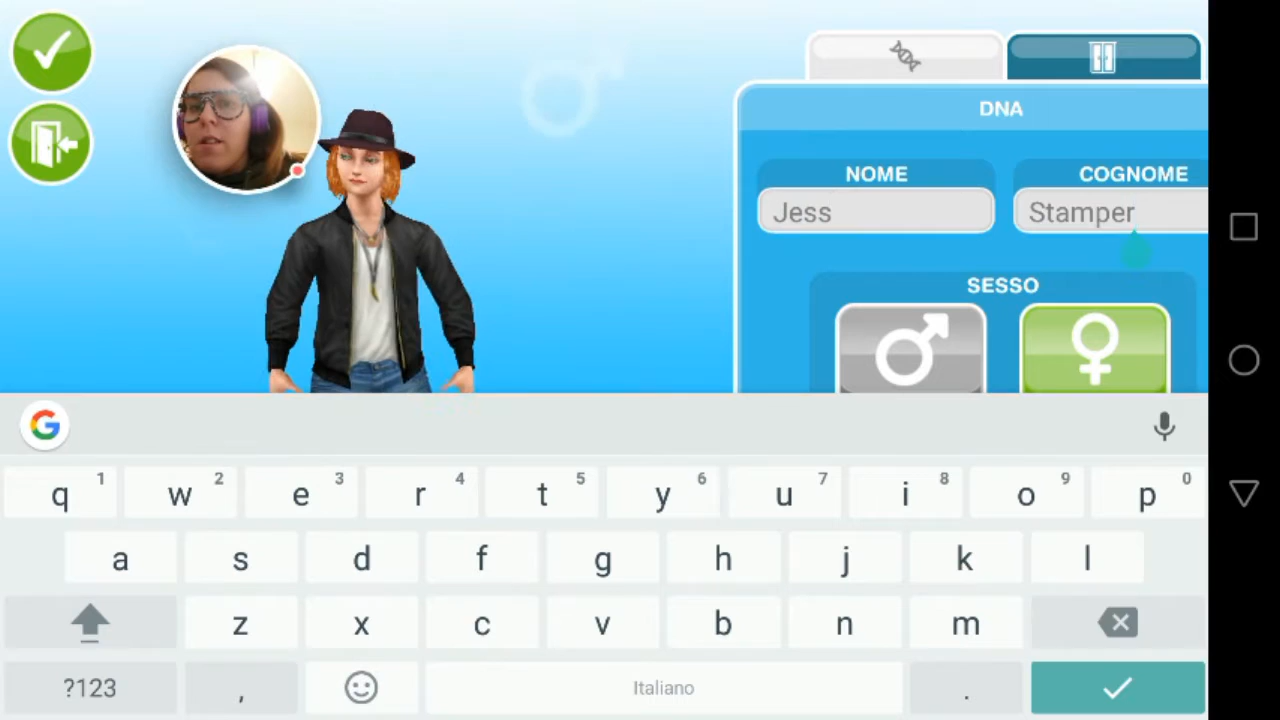 DNA
NOME
COGNOME
Jess
Stamper
SESSO
q 1 w 2 e 3 r 4 t 5 y 6 u 7 i 8 o 9 p 0
a s d f g h j k l
z x c v b n m
?123 , Italiano .